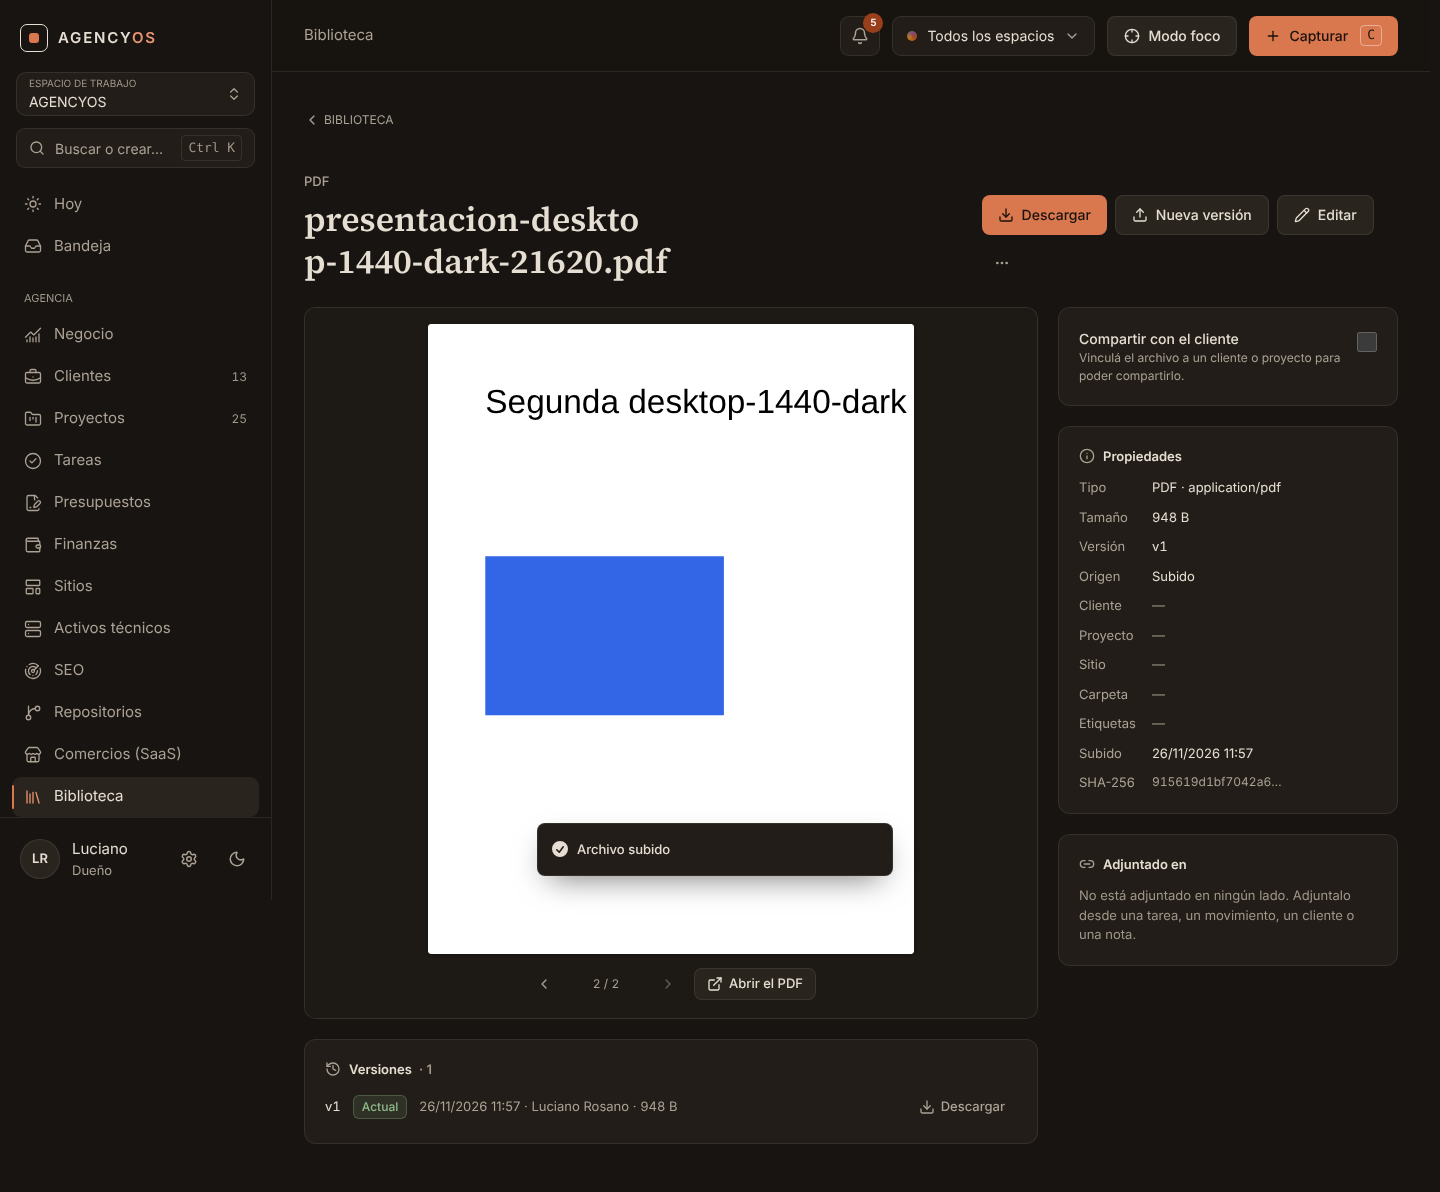 AGENCYOS
ESPACIO DE TRABAJO
AGENCYOS
Buscar o crear...
Ctrl K
Hoy
Bandeja
AGENCIA
Negocio
Clientes 13
Proyectos 25
Tareas
Presupuestos
Finanzas
Sitios
Activos técnicos
SEO
Repositorios
Comercios (SaaS)
Biblioteca
LR
Luciano
Dueño
Biblioteca
5
Todos los espacios
Modo foco
Capturar C
BIBLIOTECA
PDF
presentacion-deskto
p-1440-dark-21620.pdf
Descargar
Nueva versión
Editar
...
Segunda desktop-1440-dark
Archivo subido
2 / 2
Abrir el PDF
Versiones · 1
v1 Actual 26/11/2026 11:57 · Luciano Rosano · 948 B
Descargar
Compartir con el cliente
Vinculá el archivo a un cliente o proyecto para
poder compartirlo.
Propiedades
Tipo PDF · application/pdf
Tamaño 948 B
Versión v1
Origen Subido
Cliente —
Proyecto —
Sitio —
Carpeta —
Etiquetas —
Subido 26/11/2026 11:57
SHA-256 915619d1bf7042a6…
Adjuntado en
No está adjuntado en ningún lado. Adjuntalo
desde una tarea, un movimiento, un cliente o
una nota.